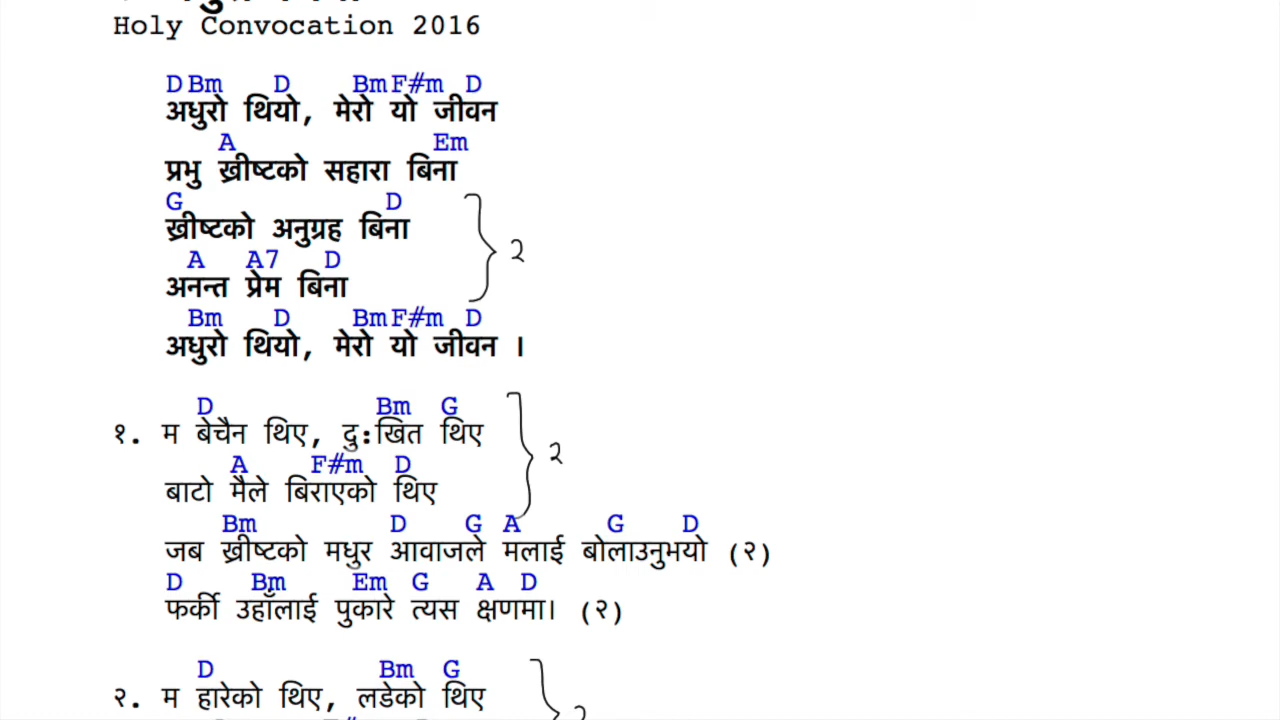 Holy Convocation 2016
D Bm D Bm F#m D
अधुरो थियो, मेरो यो जीवन
A Em
प्रभु ख्रीष्टको सहारा बिना
G D
ख्रीष्टको अनुग्रह बिना
A A7 D
अनन्त प्रेम बिना
२
Bm D Bm F#m D
अधुरो थियो, मेरो यो जीवन ।
D Bm G
१. म बेचैन थिए, दुःखित थिए
A F#m D
बाटो मैले बिराएको थिए
२
Bm D G A G D
जब ख्रीष्टको मधुर आवाजले मलाई बोलाउनुभयो (२)
D Bm Em G A D
फर्की उहाँलाई पुकारे त्यस क्षणमा। (२)
D Bm G
२. म हारेको थिए, लडेको थिए